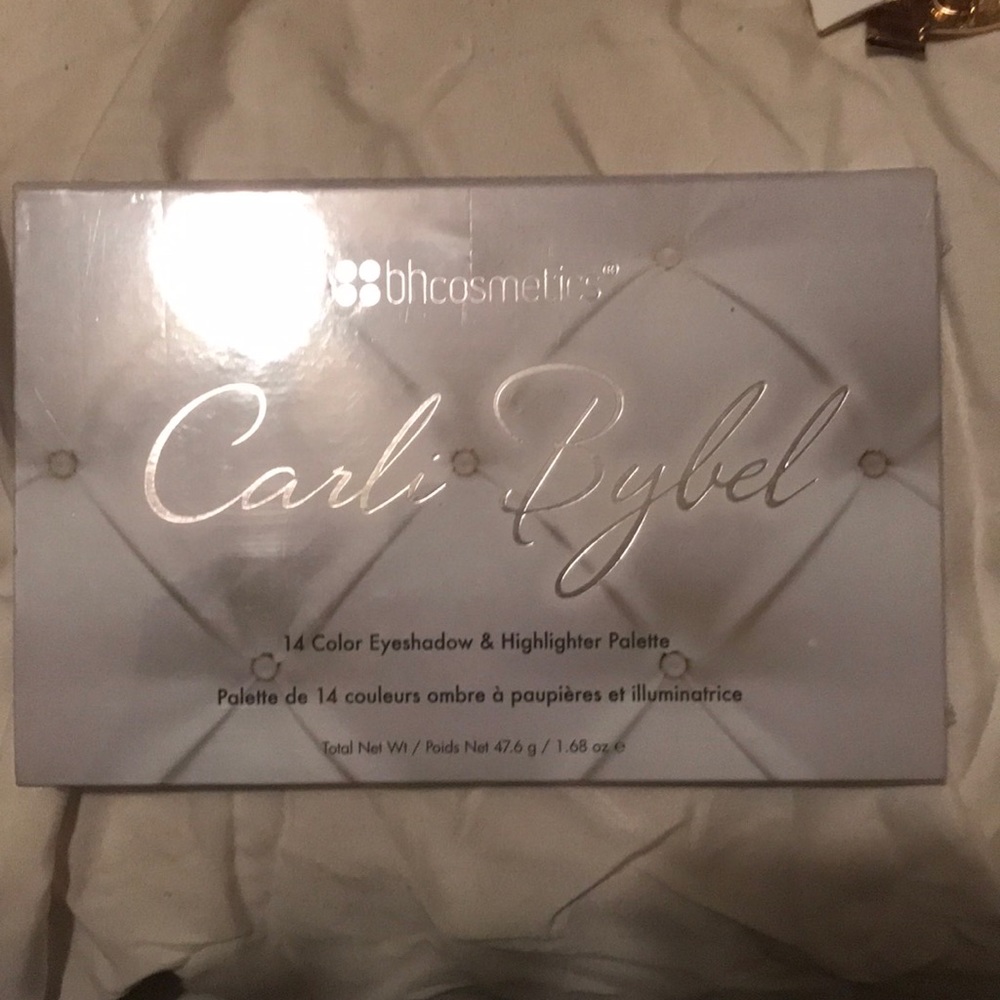 bhcosmetics®
Carli Bybel
14 Color Eyeshadow & Highlighter Palette
Palette de 14 couleurs ombre à paupières et illuminatrice
Total Net Wt / Poids Net 47.6 g / 1.68 oz e